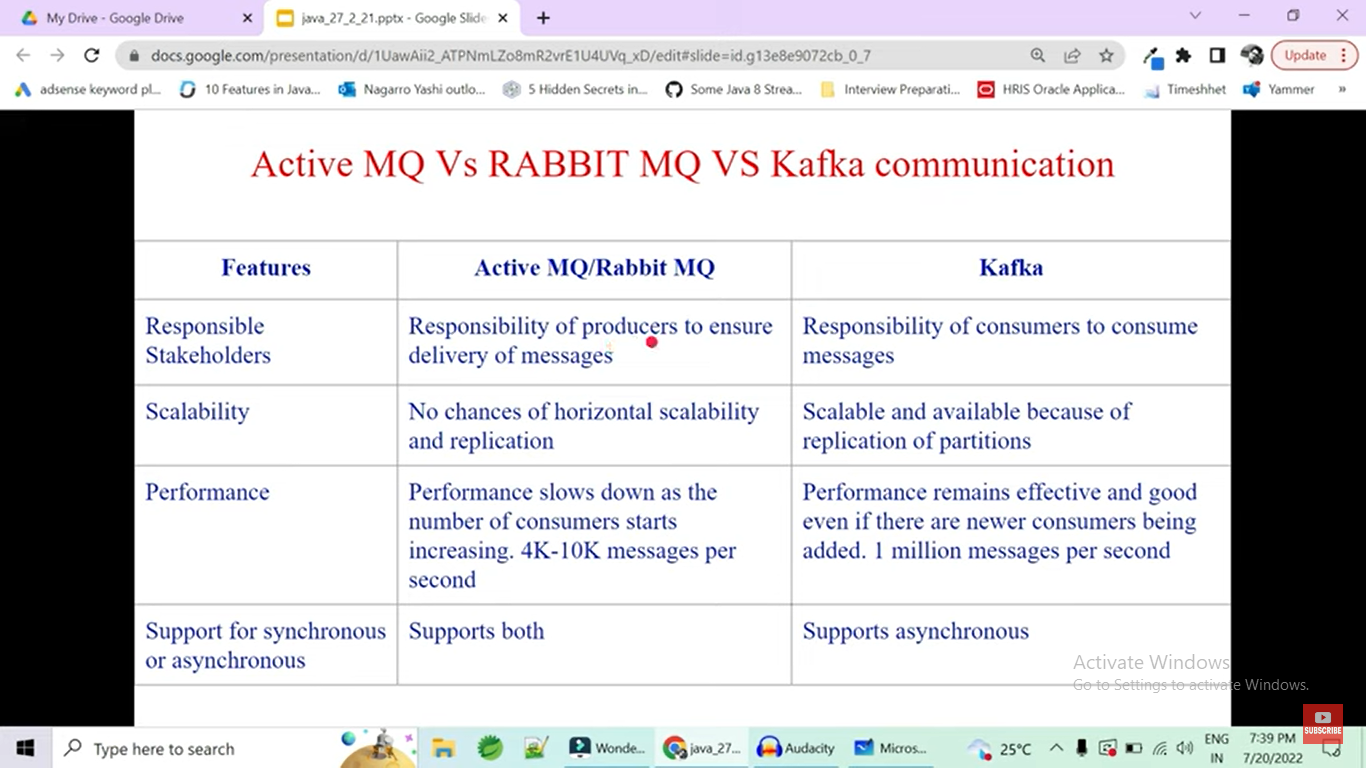 My Drive - Google Drive
java_27_2_21.pptx - Google Slide
docs.google.com/presentation/d/1UawAii2_ATPNmLZo8mR2vrE1U4UVq_xD/edit#slide=id.g13e8e9072cb_0_7
Update
adsense keyword pl...
10 Features in Java...
Nagarro Yashi outlo...
5 Hidden Secrets in...
Some Java 8 Strea...
Interview Preparati...
HRIS Oracle Applica...
Timeshhet
Yammer
»
Active MQ Vs RABBIT MQ VS Kafka communication
Features
Active MQ/Rabbit MQ
Kafka
Responsible
Stakeholders
Responsibility of producers to ensure
delivery of messages
Responsibility of consumers to consume
messages
Scalability
No chances of horizontal scalability
and replication
Scalable and available because of
replication of partitions
Performance
Performance slows down as the
number of consumers starts
increasing. 4K-10K messages per
second
Performance remains effective and good
even if there are newer consumers being
added. 1 million messages per second
Support for synchronous
or asynchronous
Supports both
Supports asynchronous
Activate Windows
Go to Settings to activate Windows.
SUBSCRIBE
Type here to search
Wonde...
java_27...
Audacity
Micros...
25°C
ENG
IN
7:39 PM
7/20/2022